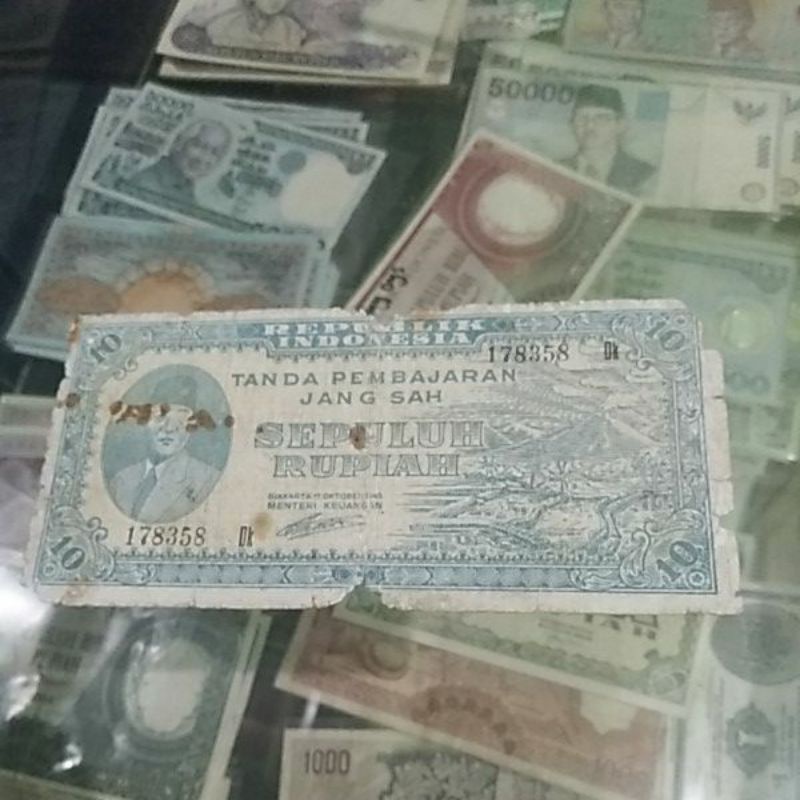 50000
REPUBLIK
INDONESIA
10
10
178358 Dk
TANDA PEMBAJARAN
JANG SAH
SEPULUH
RUPIAH
MENTERI KEUANGAN
178358 Dk
10
10
1000